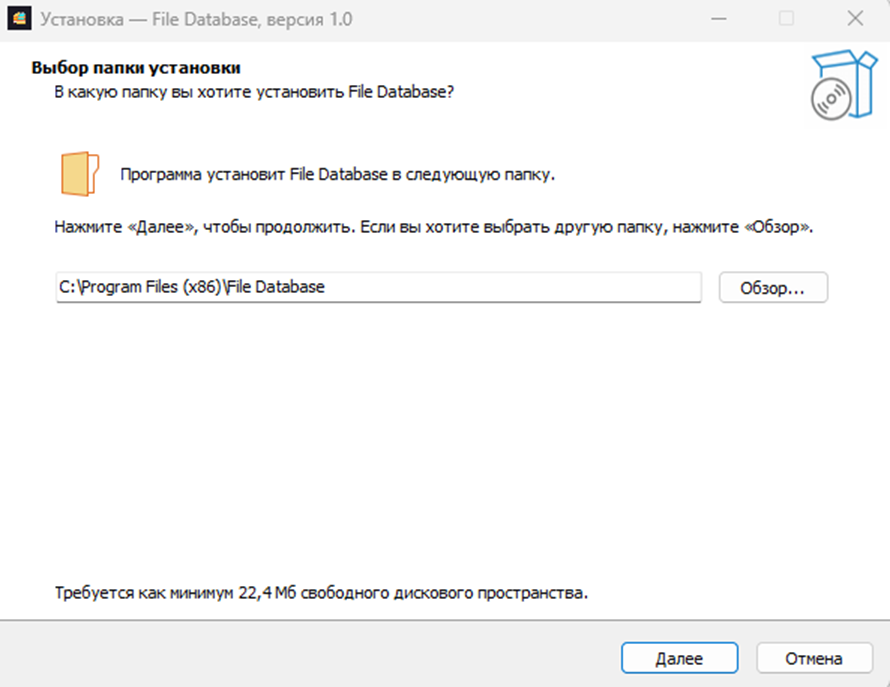 Установка — File Database, версия 1.0
Выбор папки установки
В какую папку вы хотите установить File Database?
Программа установит File Database в следующую папку.
Нажмите «Далее», чтобы продолжить. Если вы хотите выбрать другую папку, нажмите «Обзор».
C:\Program Files (x86)\File Database
Обзор...
Требуется как минимум 22,4 Мб свободного дискового пространства.
Далее
Отмена